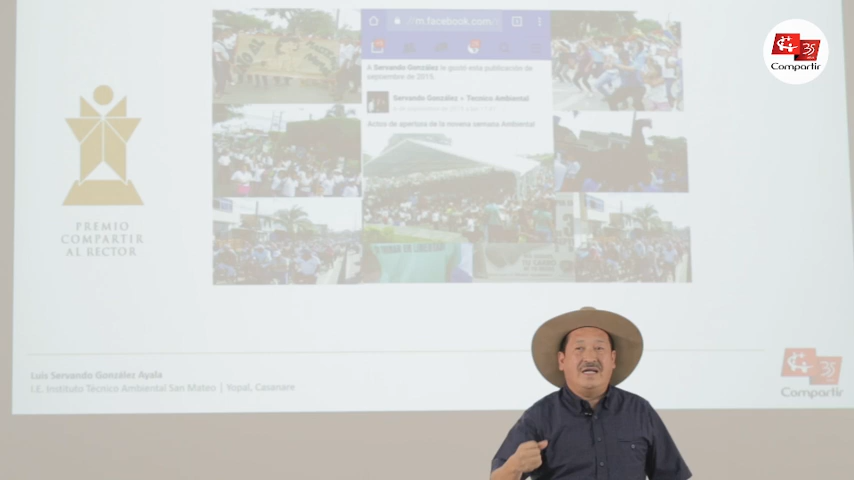 //m.facebook.com/
A Servando González le gustó esta publicación de
septiembre de 2015.
Servando González ▸ Técnico Ambiental
Actos de apertura de la novena semana Ambiental
PREMIO
COMPARTIR
AL RECTOR
35
Compartir
Luis Servando González Ayala
I.E. Instituto Técnico Ambiental San Mateo | Yopal, Casanare
35
Compartir